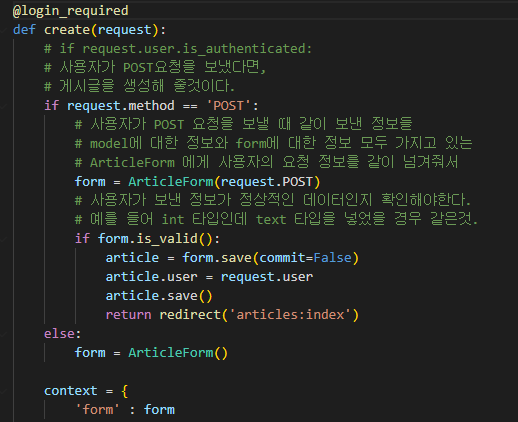 @login_required
def create(request):
    # if request.user.is_authenticated:
    # 사용자가 POST요청을 보냈다면,
    # 게시글을 생성해 줄것이다.
    if request.method == 'POST':
        # 사용자가 POST 요청을 보낼 때 같이 보낸 정보들
        # model에 대한 정보와 form에 대한 정보 모두 가지고 있는
        # ArticleForm 에게 사용자의 요청 정보를 같이 넘겨줘서
        form = ArticleForm(request.POST)
        # 사용자가 보낸 정보가 정상적인 데이터인지 확인해야한다.
        # 예를 들어 int 타입인데 text 타입을 넣었을 경우 같은것.
        if form.is_valid():
            article = form.save(commit=False)
            article.user = request.user
            article.save()
            return redirect('articles:index')
    else:
        form = ArticleForm()

    context = {
        'form' : form